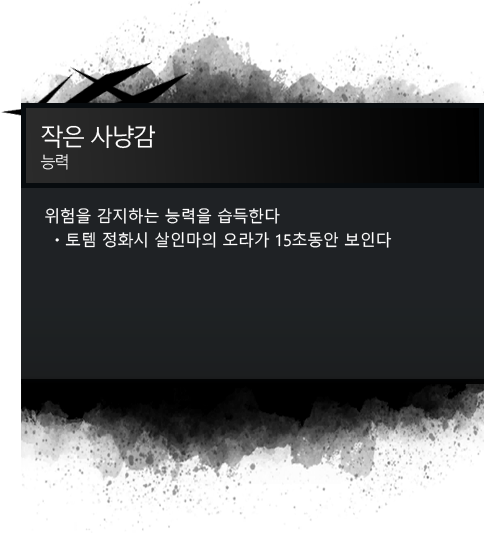 작은 사냥감
능력
위험을 감지하는 능력을 습득한다
• 토템 정화시 살인마의 오라가 15초동안 보인다